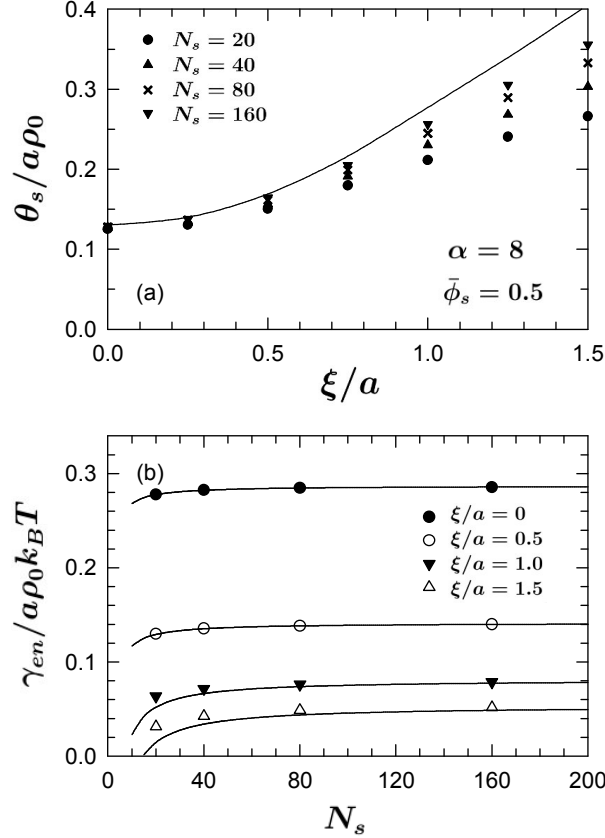 0.4
0.3
0.2
0.1
0.0
θ_s/aρ_0
N_s = 20
N_s = 40
N_s = 80
N_s = 160
(a)
α = 8
ϕ̄_s = 0.5
0.0 0.5 1.0 1.5
ξ/a
0.3
0.2
0.1
0.0
γ_{en}/aρ_0k_BT
(b)
ξ/a = 0
ξ/a = 0.5
ξ/a = 1.0
ξ/a = 1.5
0 40 80 120 160 200
N_s